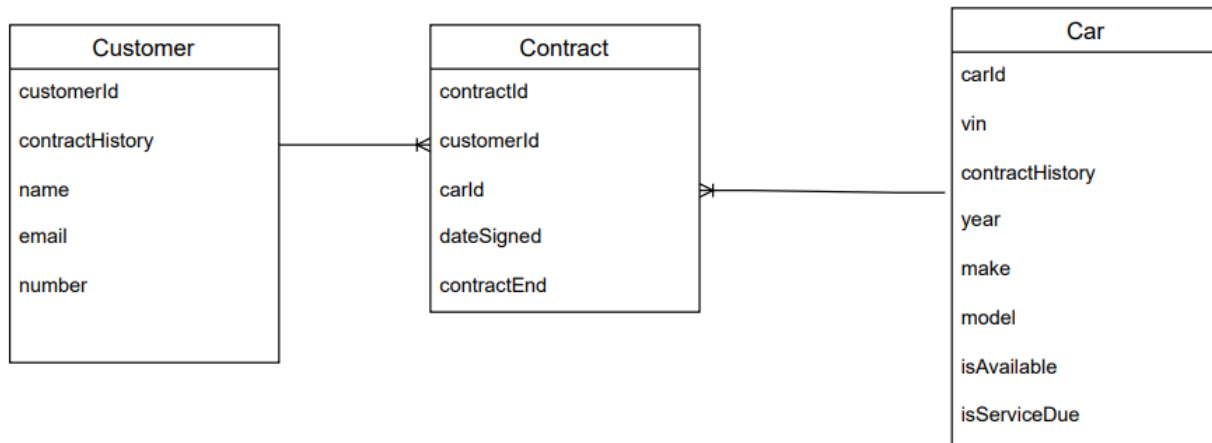 Customer
customerId
contractHistory
name
email
number
Contract
contractId
customerId
carId
dateSigned
contractEnd
Car
carId
vin
contractHistory
year
make
model
isAvailable
isServiceDue